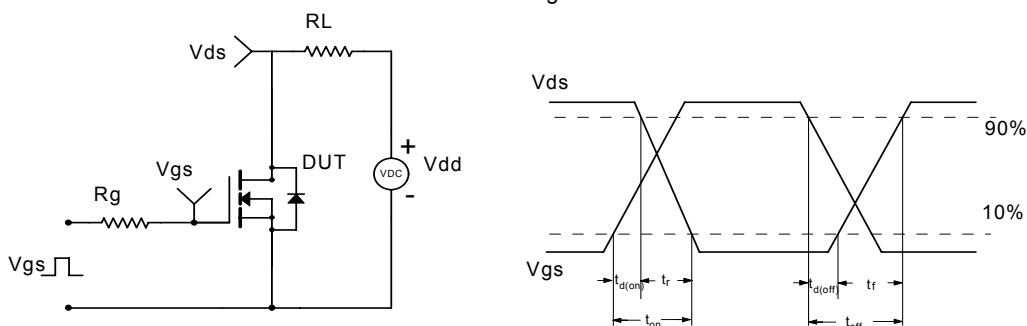 RL
Vds
Vgs
DUT
VDC
+
Vdd
-
Rg
Vgs
Vds
90%
10%
Vgs
td(on)
tr
td(off)
tf
ton
toff